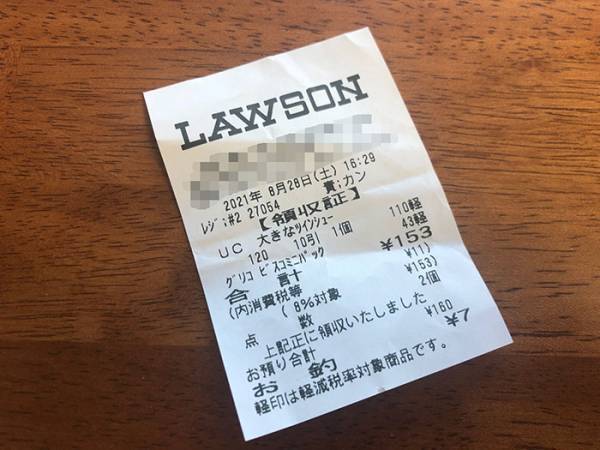 LAWSON
2021年 8月28日(土) 16:29
レジ:#2 27054 責:カン
【領収証】
UC 大きなツインシュー 110軽
120 10引 1個
グリコ ビスコミニパック 43軽
合 計 ¥153
(内消費税等 ¥11)
( 8%対象 ¥153)
点 数 2個
上記正に領収いたしました
お預り合計 ¥160
お 釣 ¥7
軽印は軽減税率対象商品です。